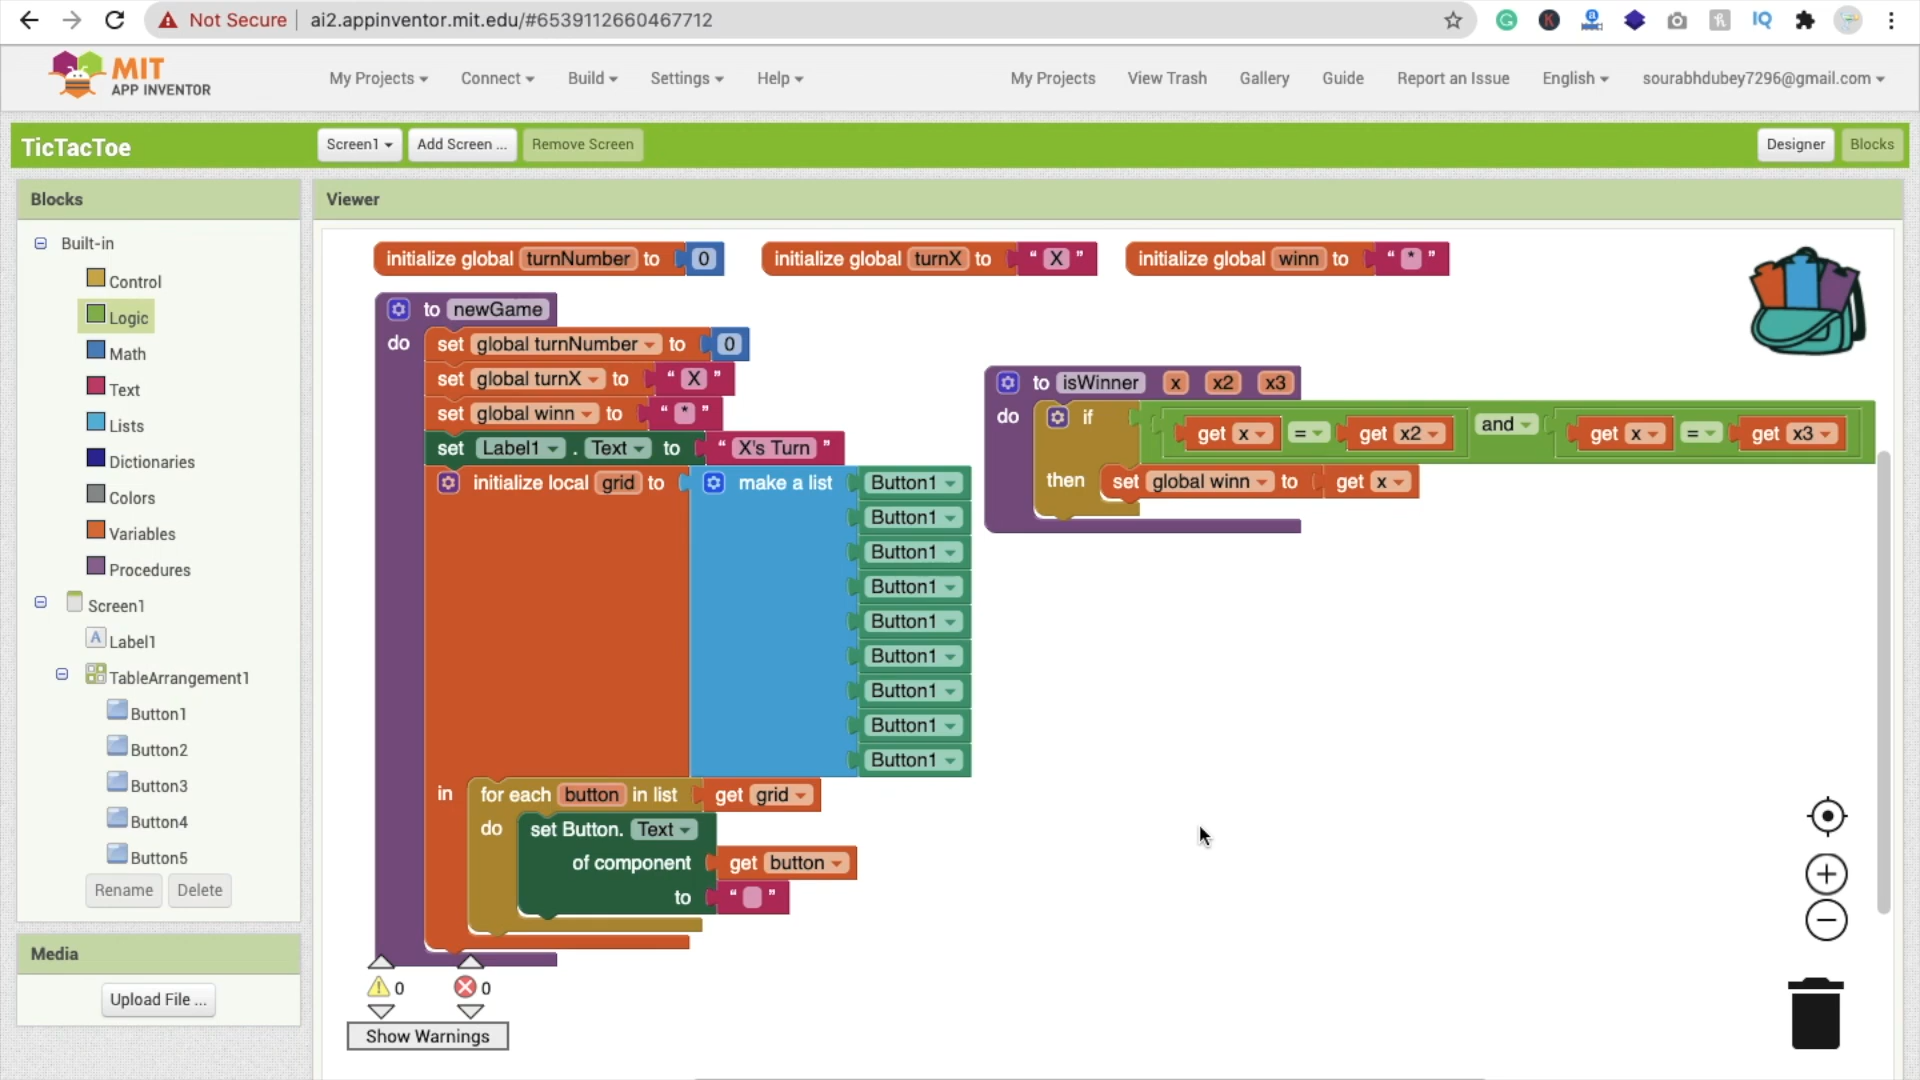 Not Secure | ai2.appinventor.mit.edu/#6539112660467712
MIT
APP INVENTOR
My Projects Connect Build Settings Help My Projects View Trash Gallery Guide Report an Issue English sourabhdubey7296@gmail.com
TicTacToe Screen1 Add Screen ... Remove Screen Designer Blocks
Blocks
Built-in
Control
Logic
Math
Text
Lists
Dictionaries
Colors
Variables
Procedures
Screen1
Label1
TableArrangement1
Button1
Button2
Button3
Button4
Button5
Rename Delete
Media
Upload File ...
Viewer
initialize global turnNumber to 0
initialize global turnX to “ X ”
initialize global winn to “ * ”
to newGame
do set global turnNumber to 0
set global turnX to “ X ”
set global winn to “ * ”
set Label1 . Text to “ X's Turn ”
initialize local grid to make a list Button1
Button1
Button1
Button1
Button1
Button1
Button1
Button1
Button1
in for each button in list get grid
do set Button. Text
of component get button
to “ ”
to isWinner x x2 x3
do if get x = get x2 and get x = get x3
then set global winn to get x
0 0
Show Warnings